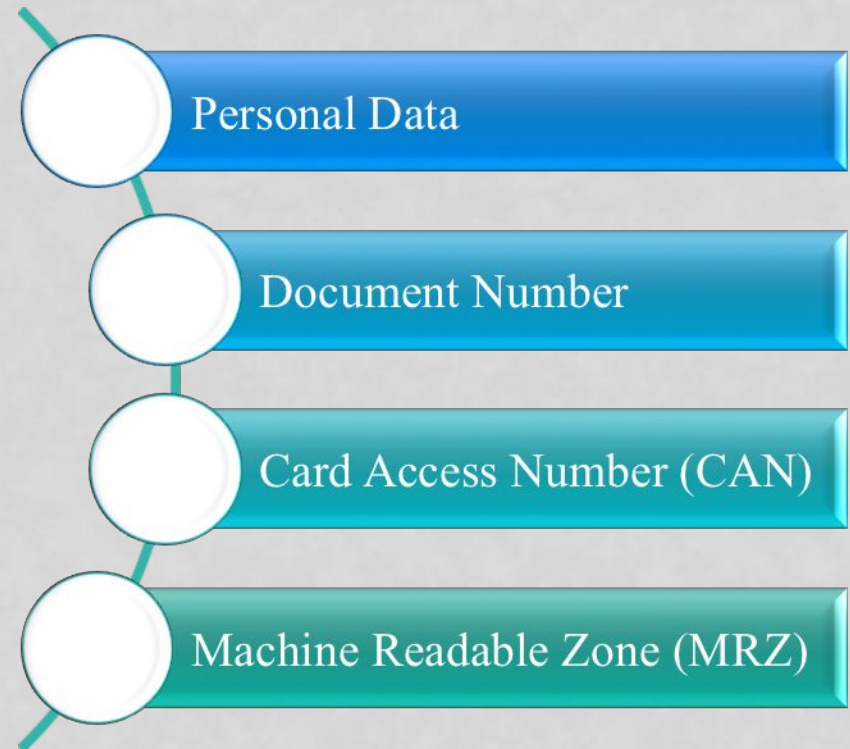 Personal Data
Document Number
Card Access Number (CAN)
Machine Readable Zone (MRZ)